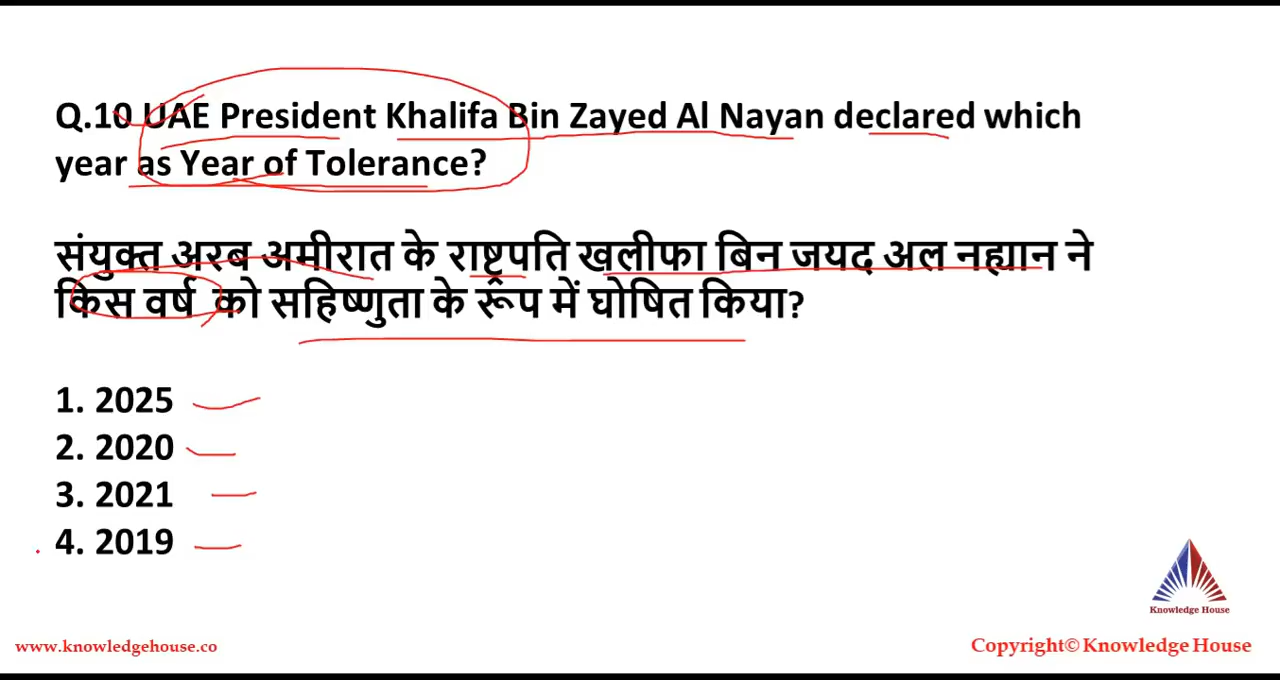 Q.10 UAE President Khalifa Bin Zayed Al Nayan declared which
year as Year of Tolerance?
संयुक्त अरब अमीरात के राष्ट्रपति खलीफा बिन जयद अल नह्यान ने
किस वर्ष को सहिष्णुता के रूप में घोषित किया?
1. 2025
2. 2020
3. 2021
4. 2019
Knowledge House
www.knowledgehouse.co
Copyright© Knowledge House